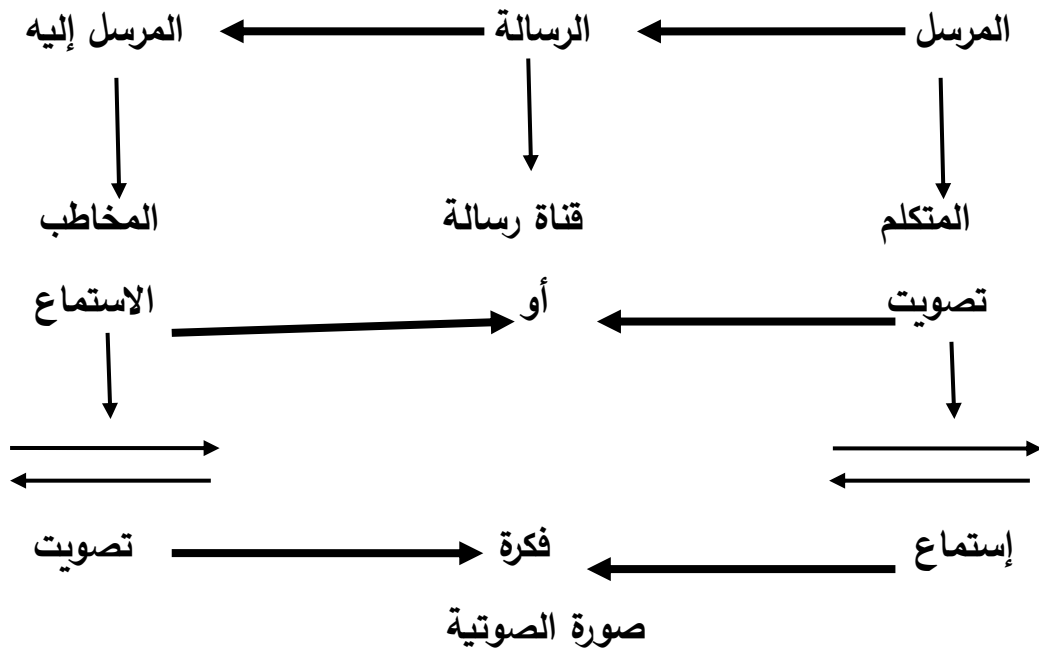 المرسل الرسالة المرسل إليه
المتكلم قناة رسالة المخاطب
تصويت أو الاستماع
إستماع فكرة تصويت
صورة الصوتية